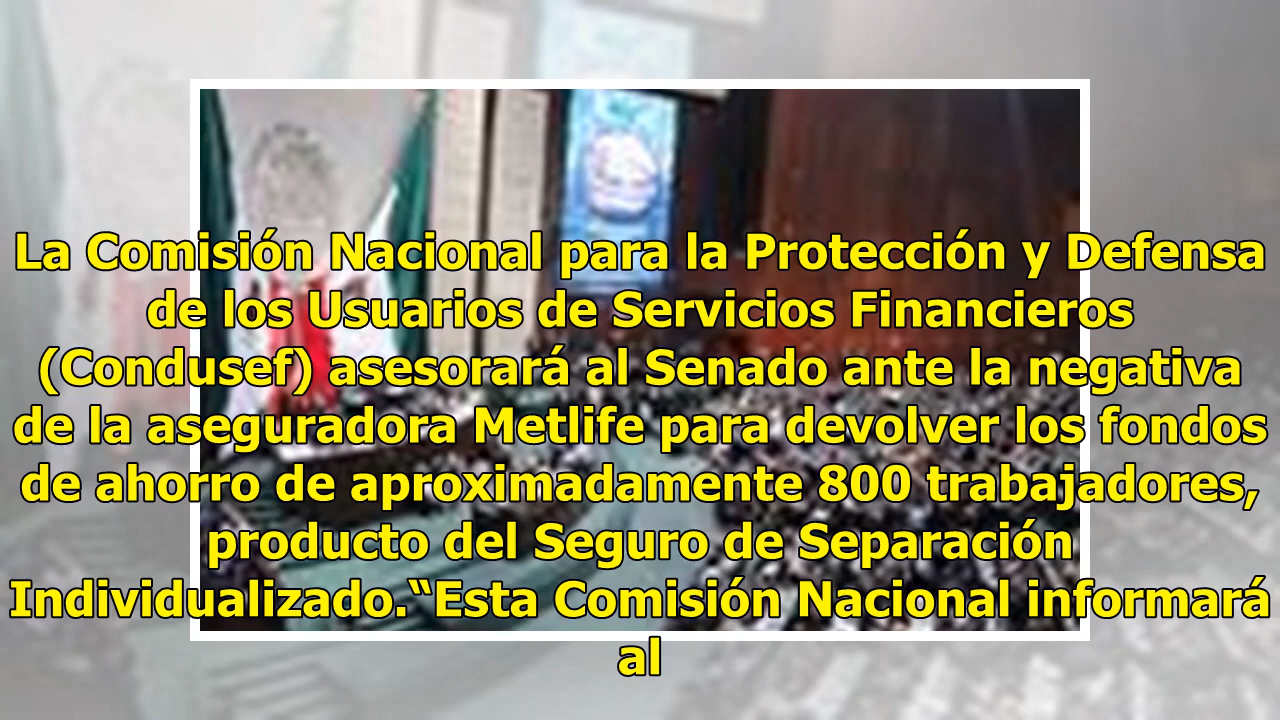 La Comisión Nacional para la Protección y Defensa
de los Usuarios de Servicios Financieros
(Condusef) asesorará al Senado ante la negativa
de la aseguradora Metlife para devolver los fondos
de ahorro de aproximadamente 800 trabajadores,
producto del Seguro de Separación
Individualizado.“Esta Comisión Nacional informará
al